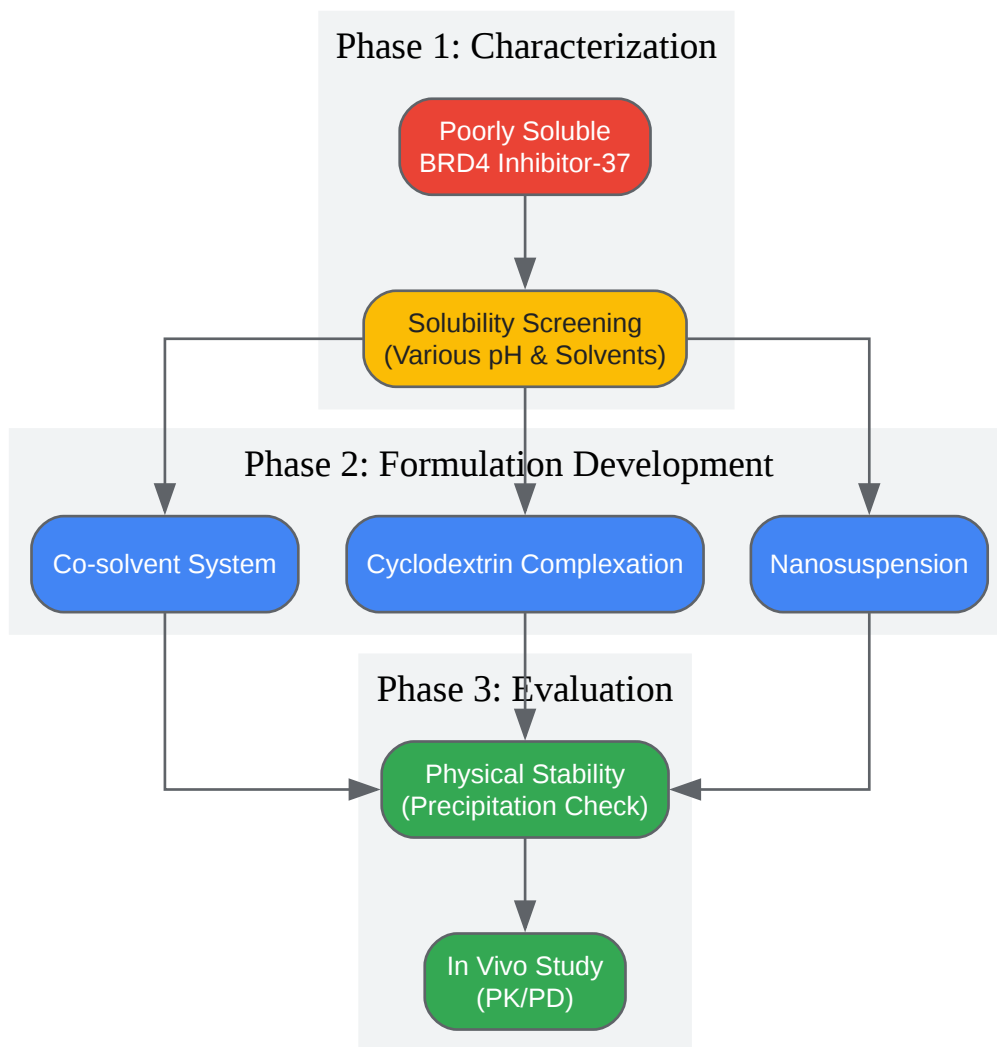 Phase 1: Characterization
Poorly Soluble
BRD4 Inhibitor-37
Solubility Screening
(Various pH & Solvents)
Phase 2: Formulation Development
Co-solvent System
Cyclodextrin Complexation
Nanosuspension
Phase 3: Evaluation
Physical Stability
(Precipitation Check)
In Vivo Study
(PK/PD)